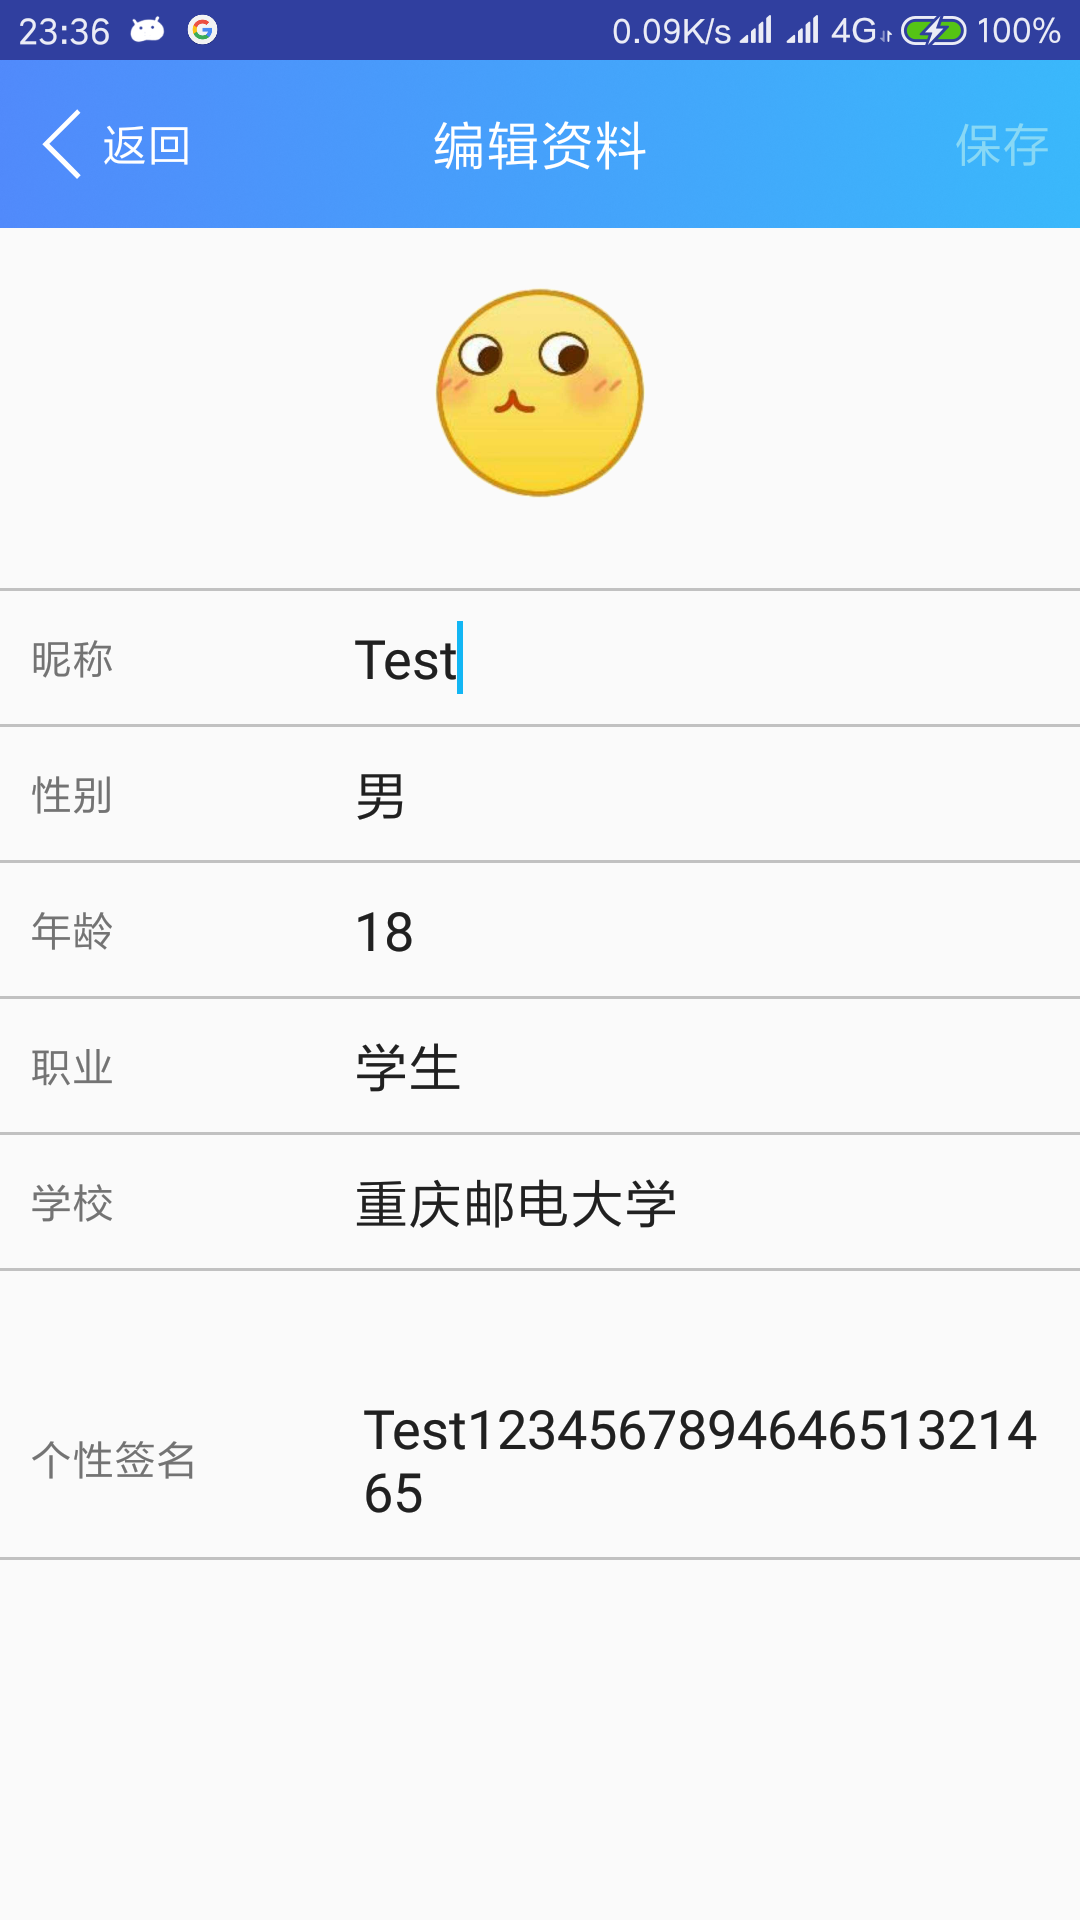 23:36 0.09K/s 4G 100%
返回 编辑资料 保存
昵称 Test
性别 男
年龄 18
职业 学生
学校 重庆邮电大学
个性签名 Test1234567894646513214
65